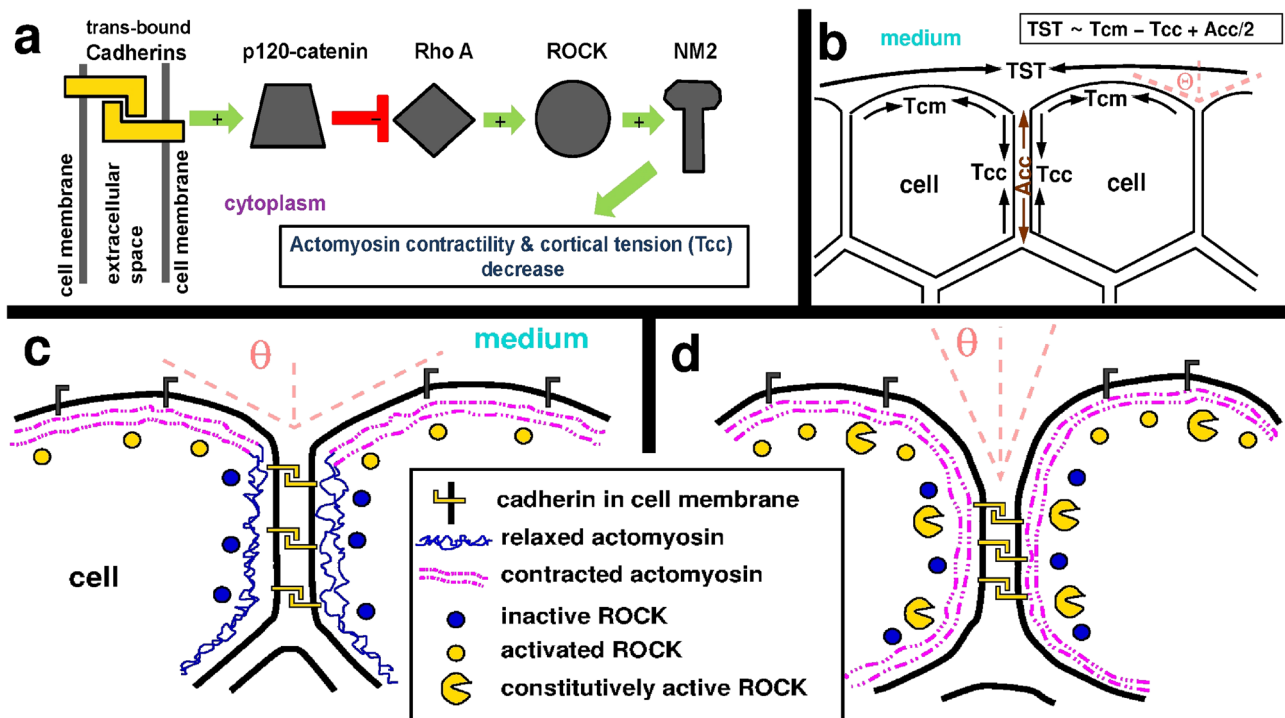 a
trans-bound
Cadherins
p120-catenin
Rho A
ROCK
NM2
+
−
+
+
cell membrane
extracellular
space
cell membrane
cytoplasm
Actomyosin contractility & cortical tension (Tcc)
decrease
b
medium
TST ~ Tcm − Tcc + Acc/2
TST
Θ
Tcm
Tcm
Tcc
Acc
Tcc
cell
cell
c
θ
medium
cell
d
θ
cadherin in cell membrane
relaxed actomyosin
contracted actomyosin
inactive ROCK
activated ROCK
constitutively active ROCK